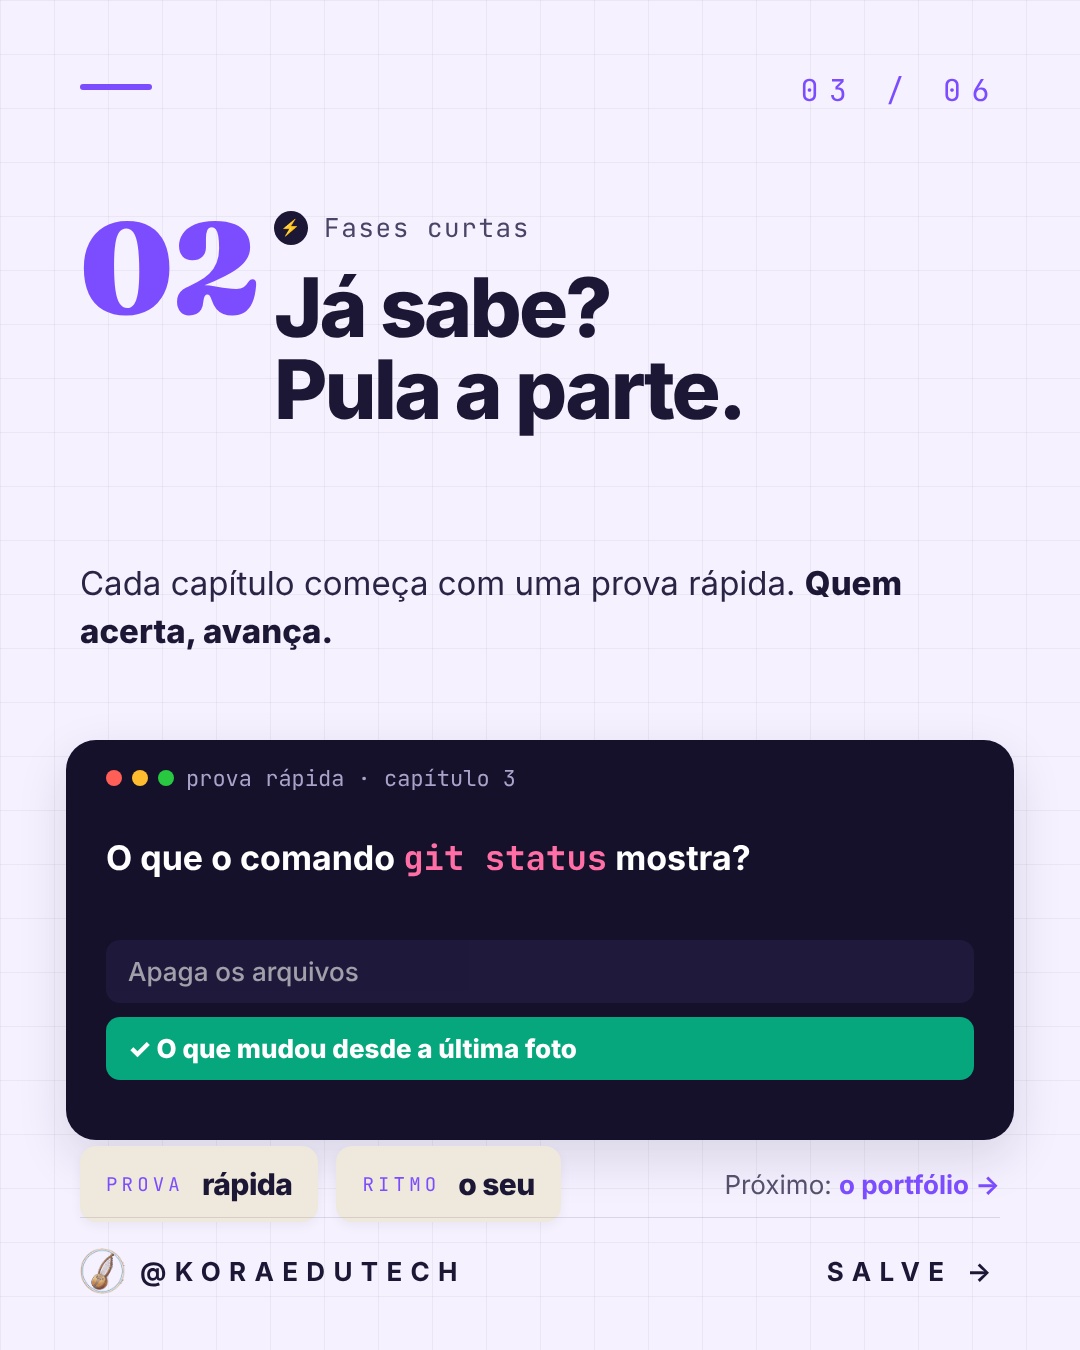 03 / 06
02
⚡ Fases curtas
Já sabe?
Pula a parte.
Cada capítulo começa com uma prova rápida. Quem
acerta, avança.
prova rápida · capítulo 3
O que o comando git status mostra?
Apaga os arquivos
✓ O que mudou desde a última foto
PROVA rápida
RITMO o seu
Próximo: o portfólio →
@KORAEDUTECH
SALVE →